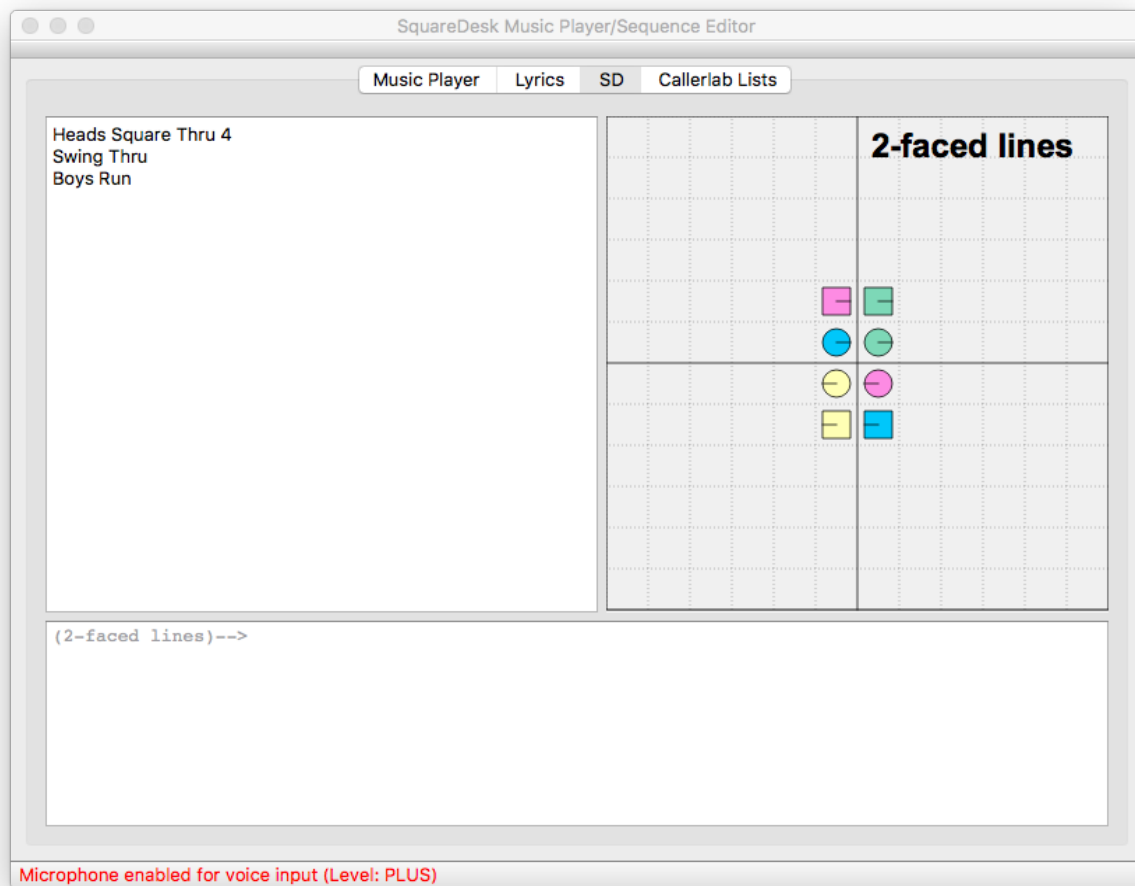 SquareDesk Music Player/Sequence Editor
Music Player Lyrics SD Callerlab Lists
Heads Square Thru 4
Swing Thru
Boys Run
2-faced lines
(2-faced lines)-->
Microphone enabled for voice input (Level: PLUS)